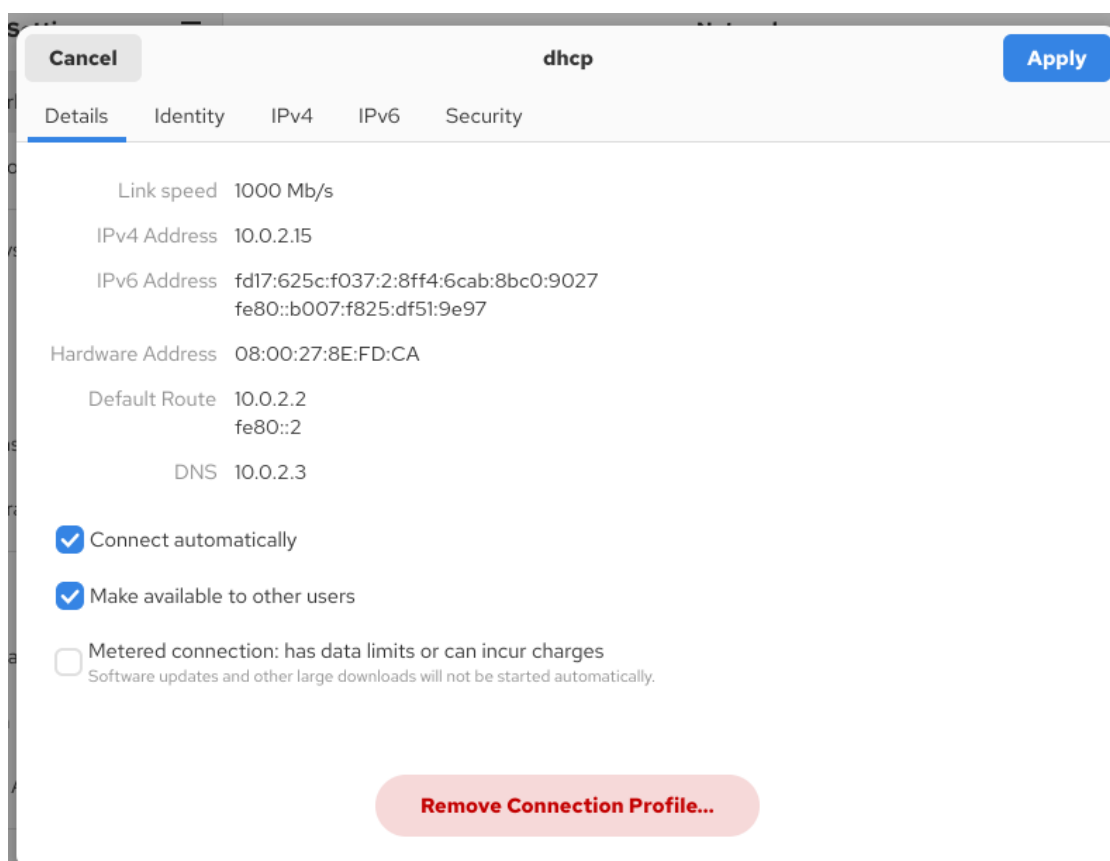 Cancel
dhcp
Apply
Details
Identity
IPv4
IPv6
Security
Link speed 1000 Mb/s
IPv4 Address 10.0.2.15
IPv6 Address fd17:625c:f037:2:8ff4:6cab:8bc0:9027
fe80::b007:f825:df51:9e97
Hardware Address 08:00:27:8E:FD:CA
Default Route 10.0.2.2
fe80::2
DNS 10.0.2.3
Connect automatically
Make available to other users
Metered connection: has data limits or can incur charges
Software updates and other large downloads will not be started automatically.
Remove Connection Profile...